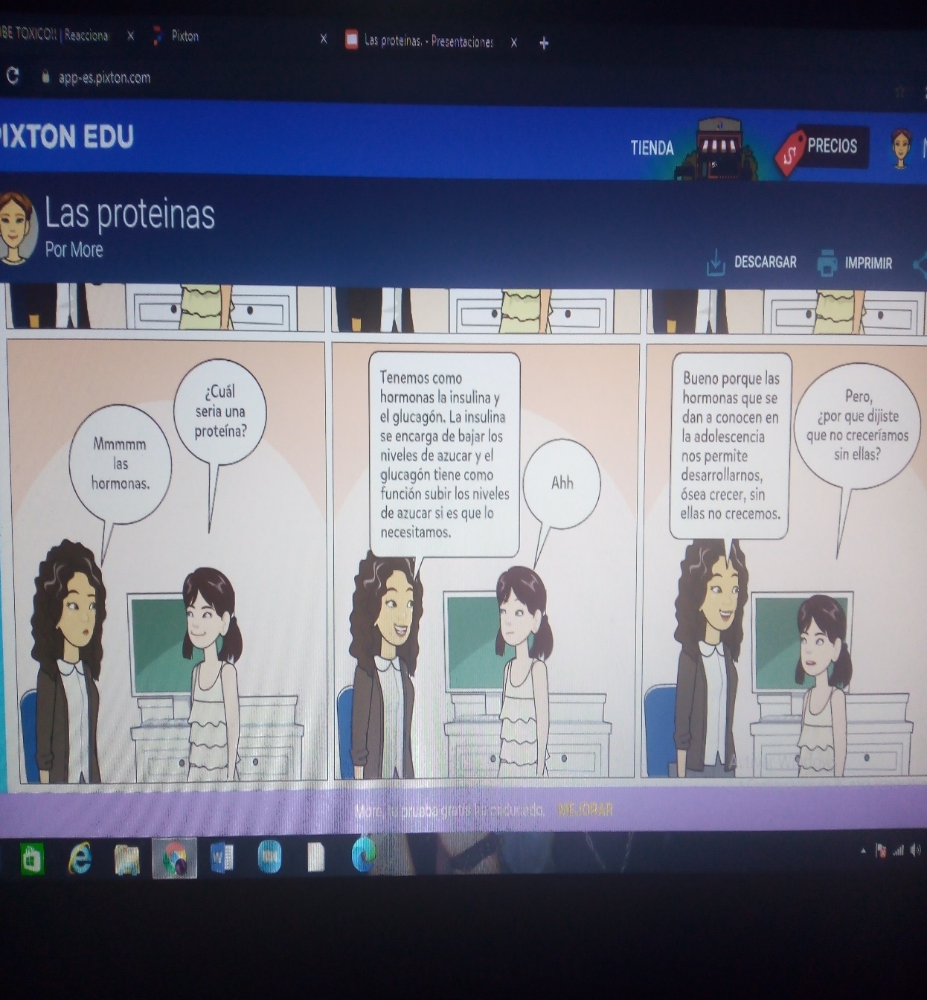 BE TOXICO!! | Reacciona
Pixton
Las proteínas. - Presentaciones
app-es.pixton.com
PIXTON EDU
TIENDA
PRECIOS
Las proteinas
Por More
DESCARGAR
IMPRIMIR
¿Cuál
seria una
proteína?
Mmmmm
las
hormonas.
Tenemos como
hormonas la insulina y
el glucagón. La insulina
se encarga de bajar los
niveles de azucar y el
glucagón tiene como
función subir los niveles
de azucar si es que lo
necesitamos.
Ahh
Bueno porque las
hormonas que se
dan a conocen en
la adolescencia
nos permite
desarrollarnos,
ósea crecer, sin
ellas no crecemos.
Pero,
¿por que dijiste
que no creceríamos
sin ellas?
More, tu prueba gratis ha caducado. MEJORAR